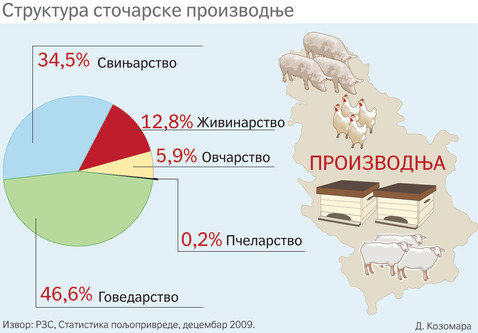 Структура сточарске производње
34,5% Свињарство
12,8% Живинарство
5,9% Овчарство
ПРОИЗВОДЊА
0,2% Пчеларство
46,6% Говедарство
Извор: РЗС, Статистика пољопривреде, децембар 2009.
Д. Козомара